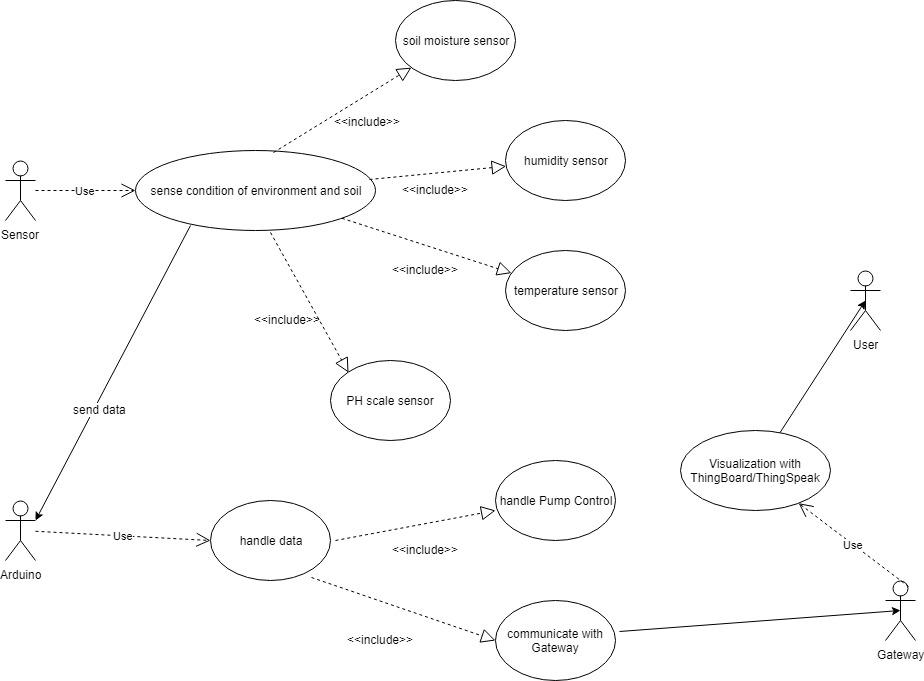 soil moisture sensor
<<include>>
humidity sensor
Use
sense condition of environment and soil
<<include>>
Sensor
<<include>>
temperature sensor
<<include>>
User
PH scale sensor
send data
Visualization with
ThingBoard/ThingSpeak
handle Pump Control
Use
handle data
<<include>>
Use
Arduino
communicate with
Gateway
<<include>>
Gateway